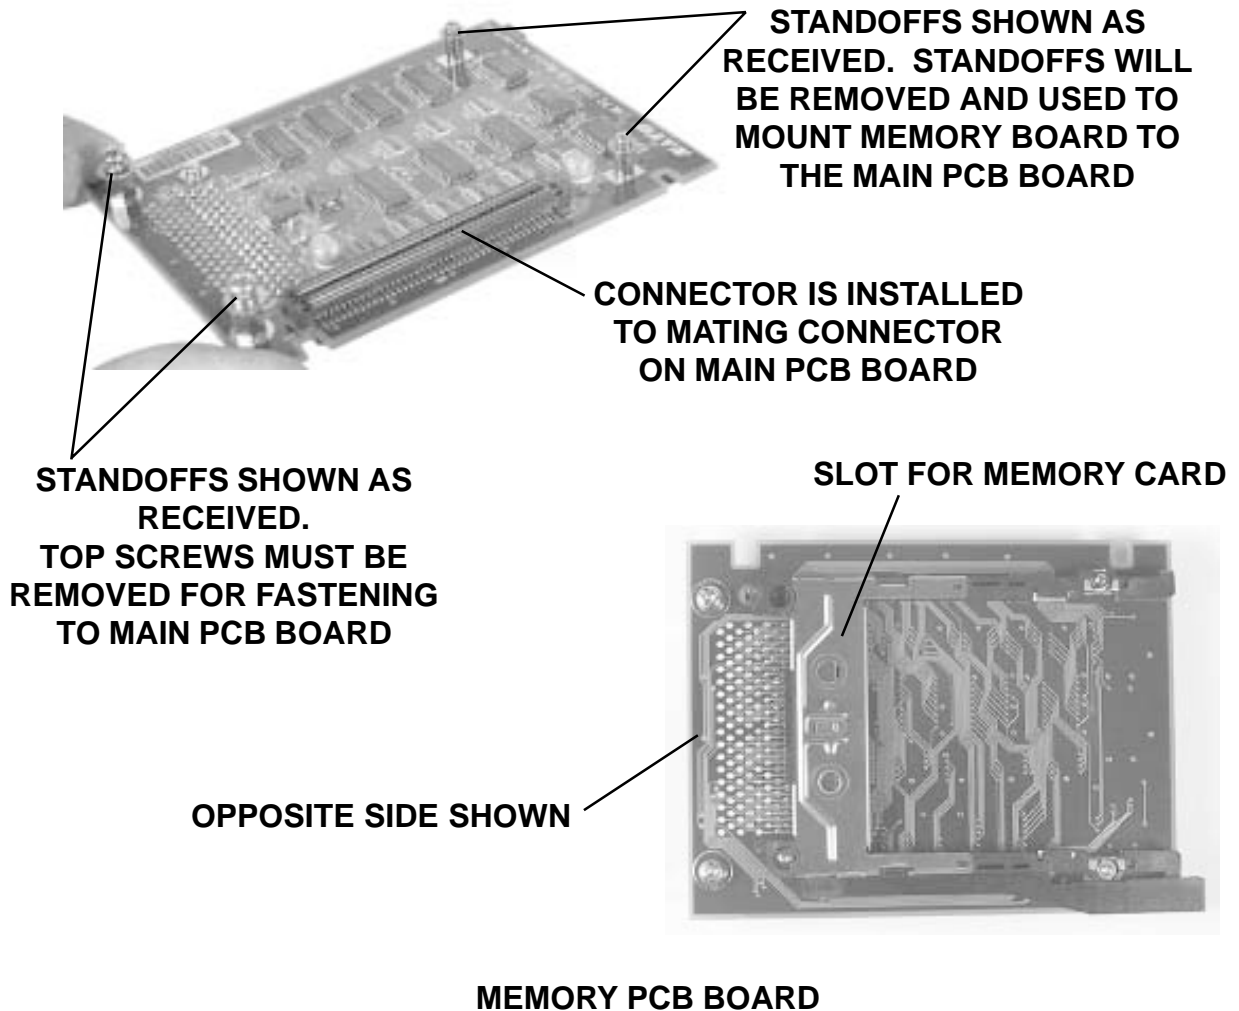 STANDOFFS SHOWN AS
RECEIVED.  STANDOFFS WILL
BE REMOVED AND USED TO
MOUNT MEMORY BOARD TO
THE MAIN PCB BOARD
CONNECTOR IS INSTALLED
TO MATING CONNECTOR
ON MAIN PCB BOARD
STANDOFFS SHOWN AS
RECEIVED.
TOP SCREWS MUST BE
REMOVED FOR FASTENING
TO MAIN PCB BOARD
SLOT FOR MEMORY CARD
OPPOSITE SIDE SHOWN
MEMORY PCB BOARD